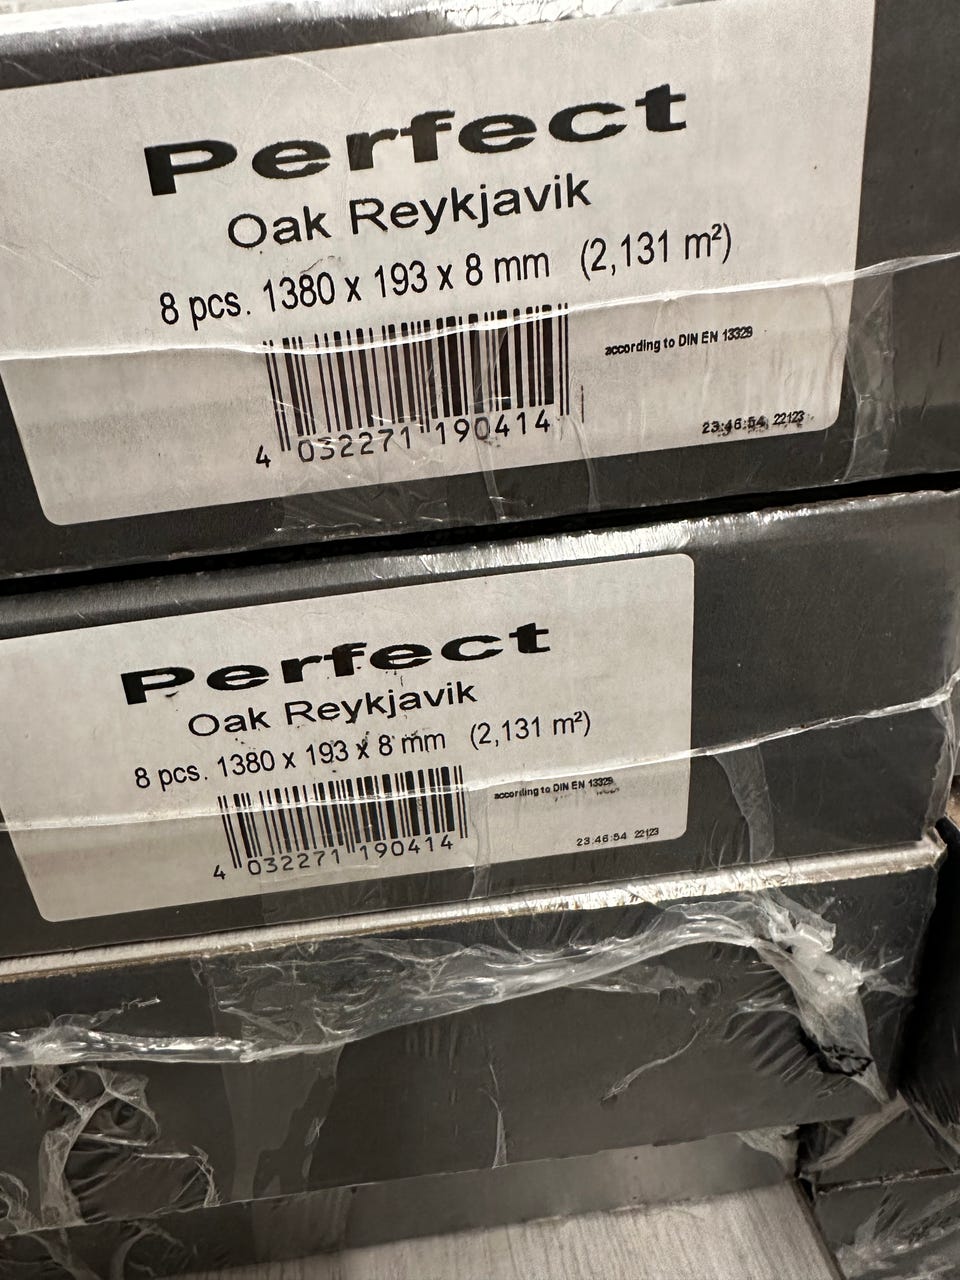 Perfect
Oak Reykjavik
8 pcs. 1380 x 193 x 8 mm (2,131 m²)
according to DIN EN 13329
4 032271 190414
23:46:54 22123
Perfect
Oak Reykjavik
8 pcs. 1380 x 193 x 8 mm (2,131 m²)
according to DIN EN 13329
4 032271 190414
23:46:54 22123